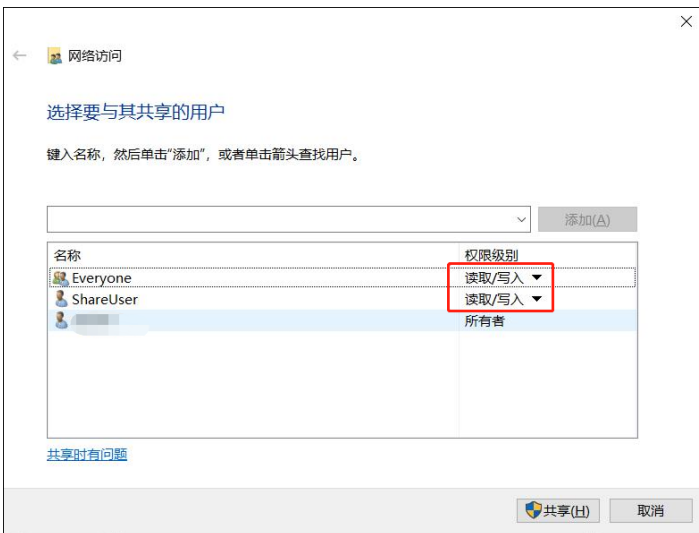 网络访问
选择要与其共享的用户
键入名称，然后单击“添加”，或者单击箭头查找用户。
添加(A)
名称 权限级别
Everyone 读取/写入
ShareUser 读取/写入
所有者
共享时有问题
共享(H) 取消